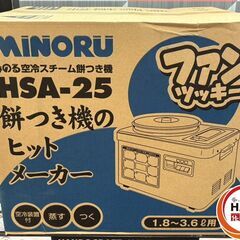 MINORU
みのる空冷スチーム餅つき機
HSA-25
餅つき機の
ヒット
メーカー
ファン
ツッキー
空冷装置付
蒸す
つく
1.8〜3.6ℓ用